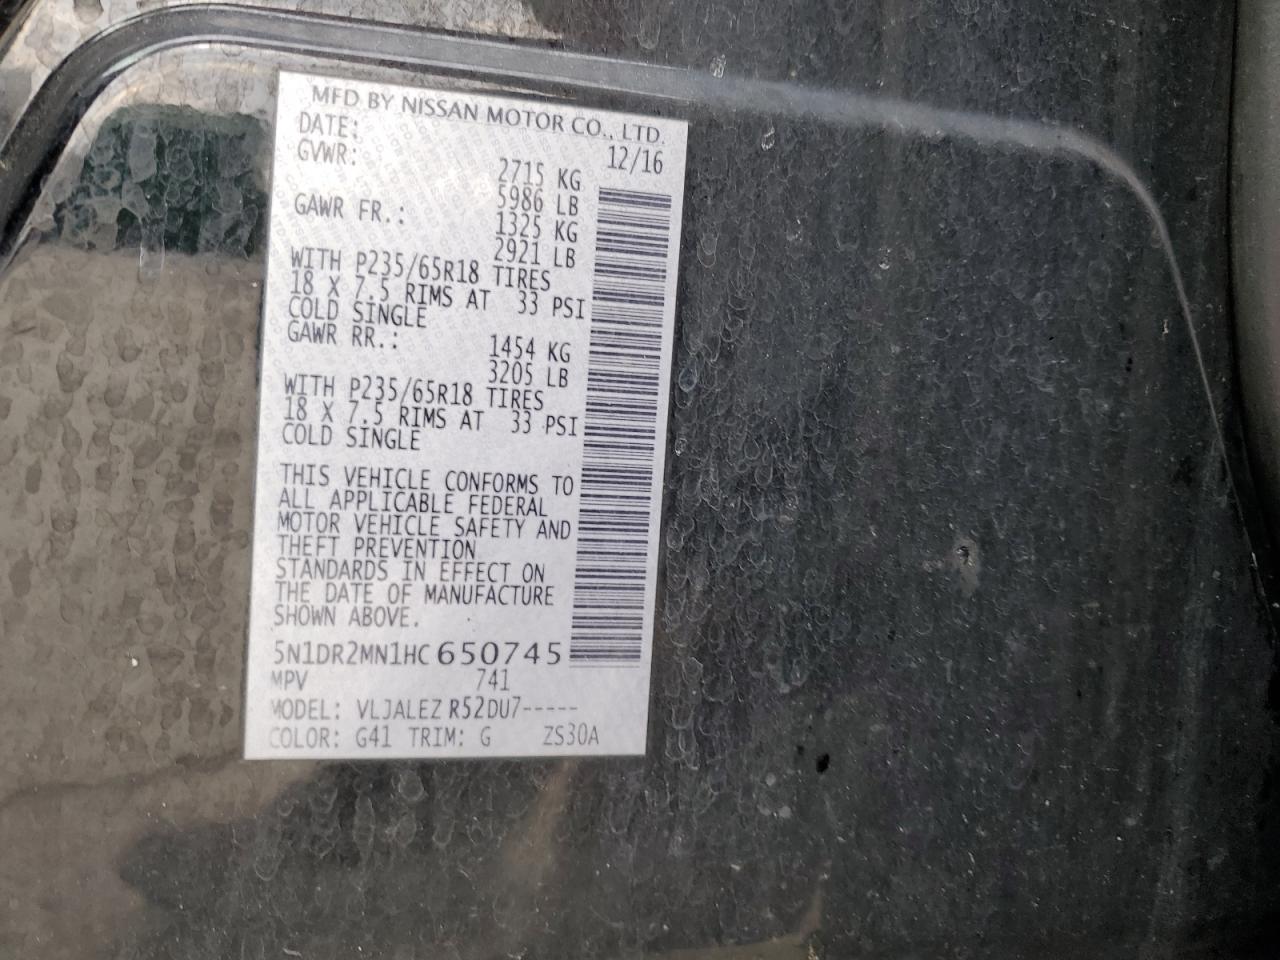 MFD BY NISSAN MOTOR CO., LTD.
DATE: 12/16
GVWR: 2715 KG
5986 LB
GAWR FR.: 1325 KG
2921 LB
WITH P235/65R18 TIRES
18 X 7.5 RIMS AT 33 PSI
COLD SINGLE
GAWR RR.: 1454 KG
3205 LB
WITH P235/65R18 TIRES
18 X 7.5 RIMS AT 33 PSI
COLD SINGLE
THIS VEHICLE CONFORMS TO
ALL APPLICABLE FEDERAL
MOTOR VEHICLE SAFETY AND
THEFT PREVENTION
STANDARDS IN EFFECT ON
THE DATE OF MANUFACTURE
SHOWN ABOVE.
5N1DR2MN1HC650745
MPV 741
MODEL: VLJALEZ R52DU7-----
COLOR: G41 TRIM: G ZS30A